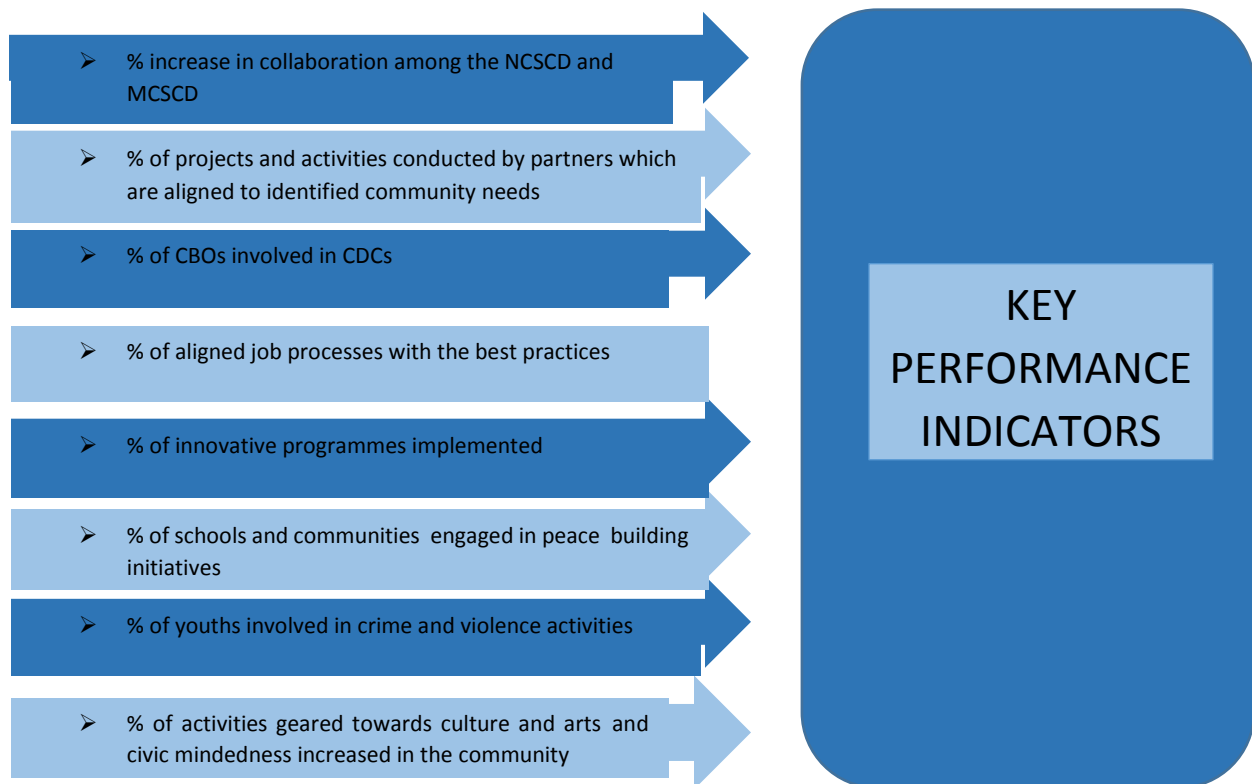 ➢ % increase in collaboration among the NCSCD and
MCSCD
➢ % of projects and activities conducted by partners which
are aligned to identified community needs
➢ % of CBOs involved in CDCs
➢ % of aligned job processes with the best practices
➢ % of innovative programmes implemented
➢ % of schools and communities engaged in peace building
initiatives
➢ % of youths involved in crime and violence activities
➢ % of activities geared towards culture and arts and
civic mindedness increased in the community
KEY
PERFORMANCE
INDICATORS